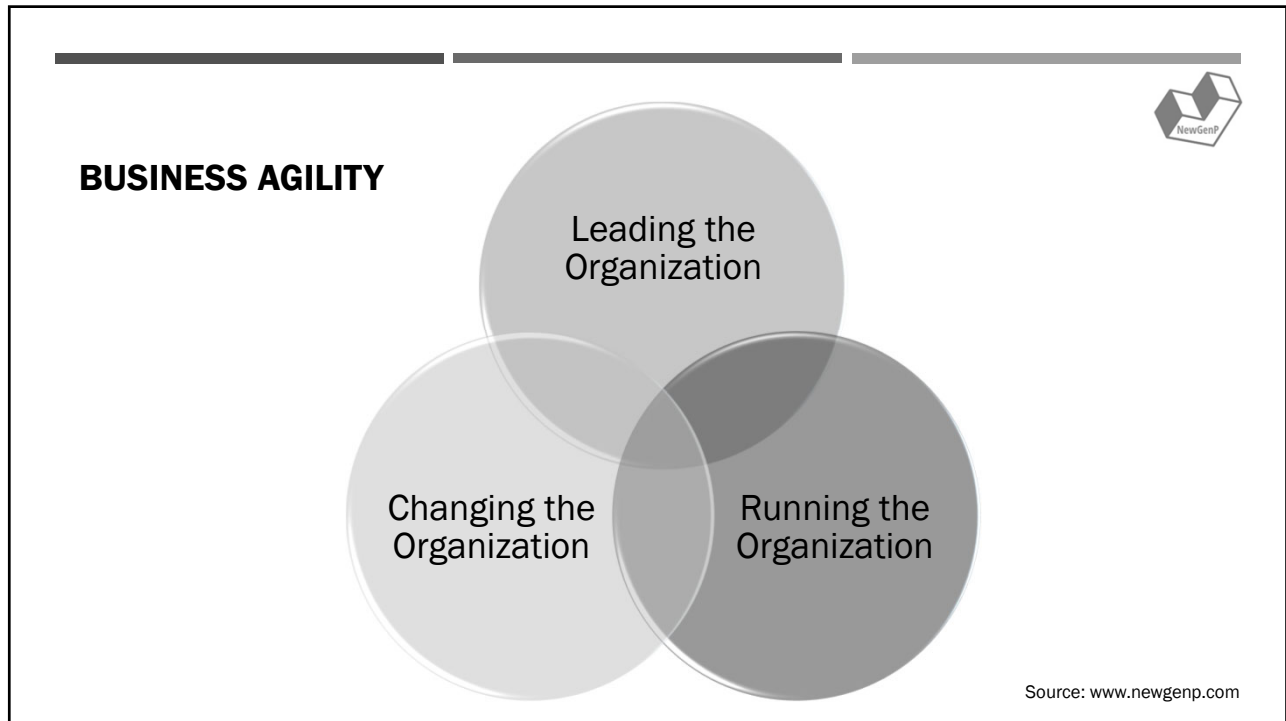 NewGenP
BUSINESS AGILITY
Leading the
Organization
Changing the
Organization
Running the
Organization
Source: www.newgenp.com